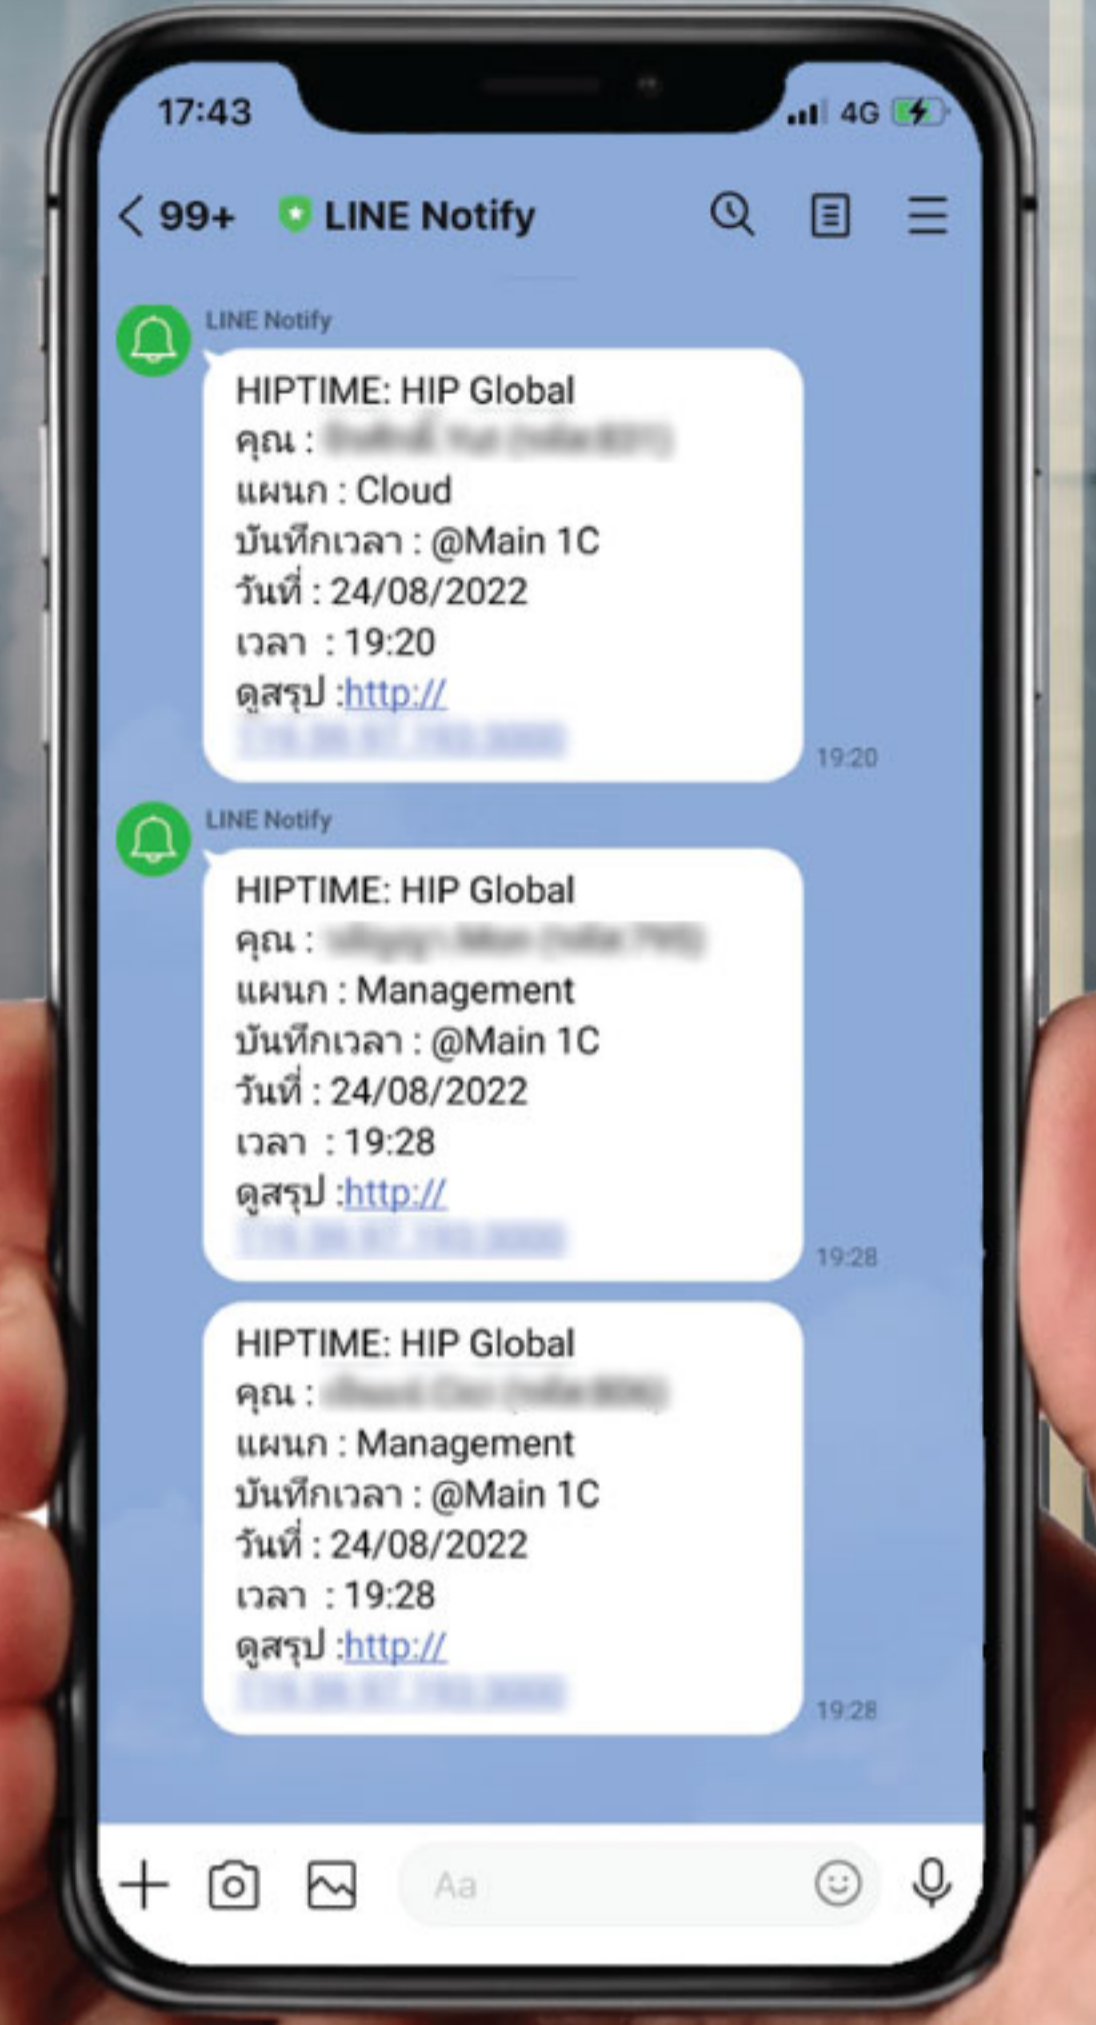 17:43
4G
99+
LINE Notify
LINE Notify
HIPTIME: HIP Global
คุณ :
แผนก : Cloud
บันทึกเวลา : @Main 1C
วันที่ : 24/08/2022
เวลา : 19:20
ดูสรุป :http://
19:20
LINE Notify
HIPTIME: HIP Global
คุณ :
แผนก : Management
บันทึกเวลา : @Main 1C
วันที่ : 24/08/2022
เวลา : 19:28
ดูสรุป :http://
19:28
HIPTIME: HIP Global
คุณ :
แผนก : Management
บันทึกเวลา : @Main 1C
วันที่ : 24/08/2022
เวลา : 19:28
ดูสรุป :http://
19:28
Aa